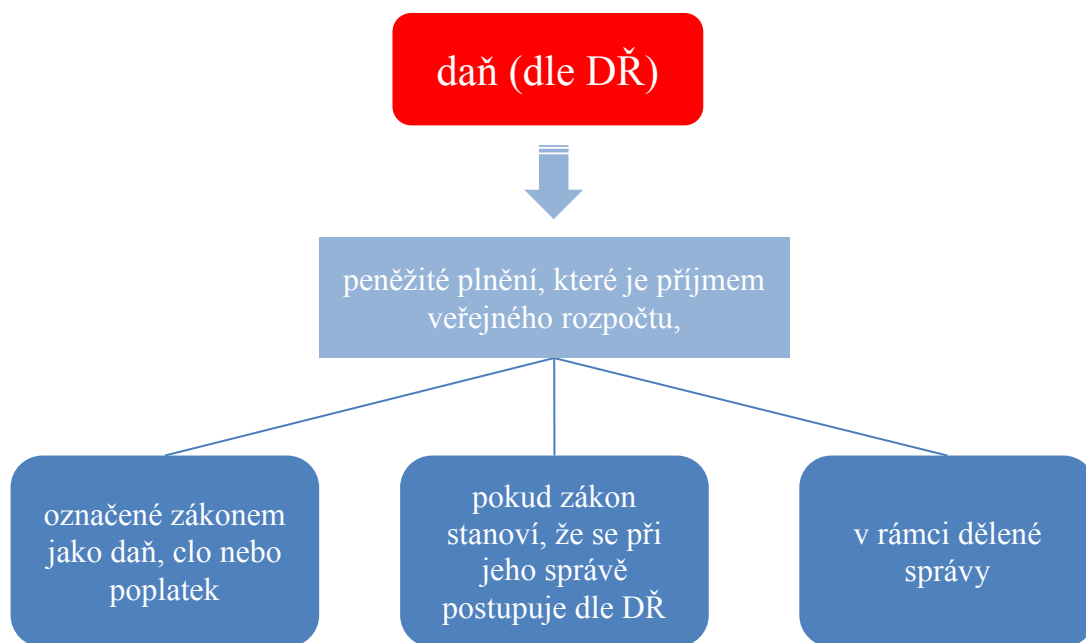 daň (dle DŘ)
peněžité plnění, které je příjmem
veřejného rozpočtu,
označené zákonem
jako daň, clo nebo
poplatek
pokud zákon
stanoví, že se při
jeho správě
postupuje dle DŘ
v rámci dělené
správy